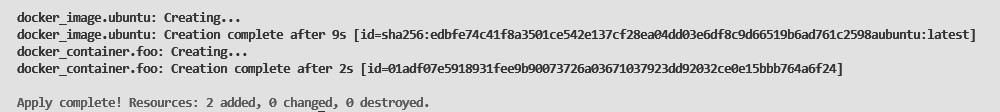 docker_image.ubuntu: Creating...
docker_image.ubuntu: Creation complete after 9s [id=sha256:edbfe74c41f8a3501ce542e137cf28ea04dd03e6df8c9d66519b6ad761c2598aubuntu:latest]
docker_container.foo: Creating...
docker_container.foo: Creation complete after 2s [id=01adf07e5918931fee9b90073726a03671037923dd92032ce0e15bbb764a6f24]
Apply complete! Resources: 2 added, 0 changed, 0 destroyed.